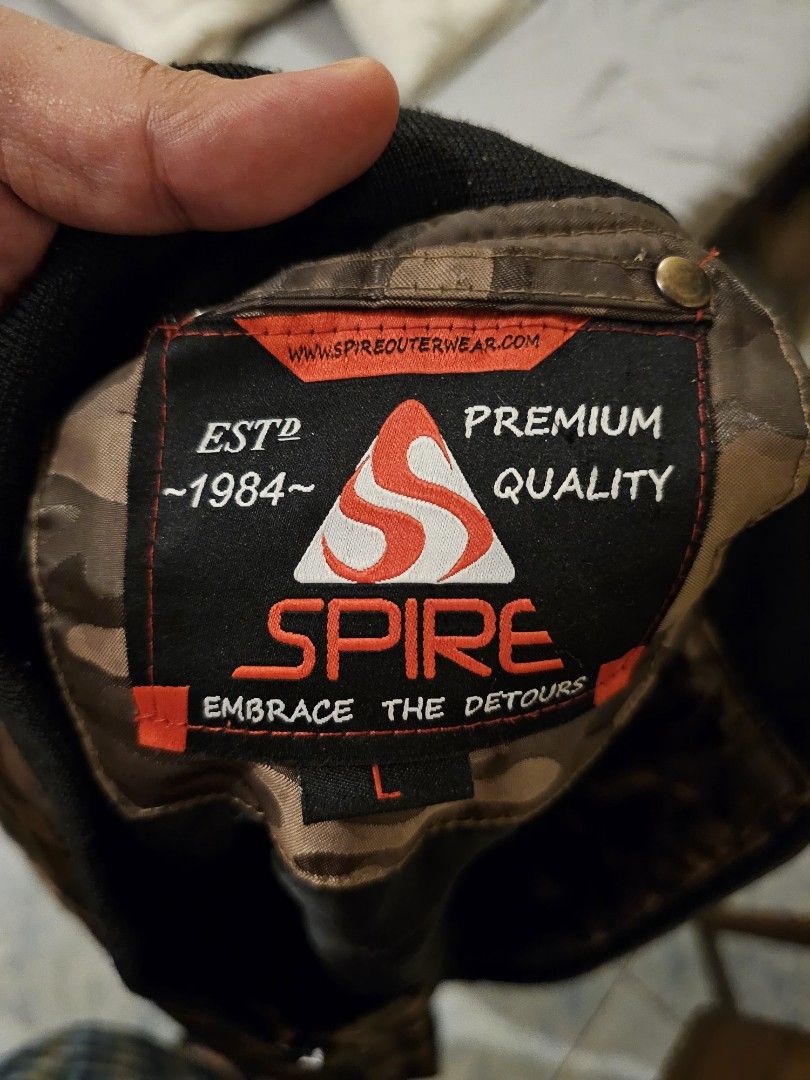 WWW.SPIREOUTERWEAR.COM
ESTD
~1984~
PREMIUM
QUALITY
SPIRE
EMBRACE THE DETOURS
L